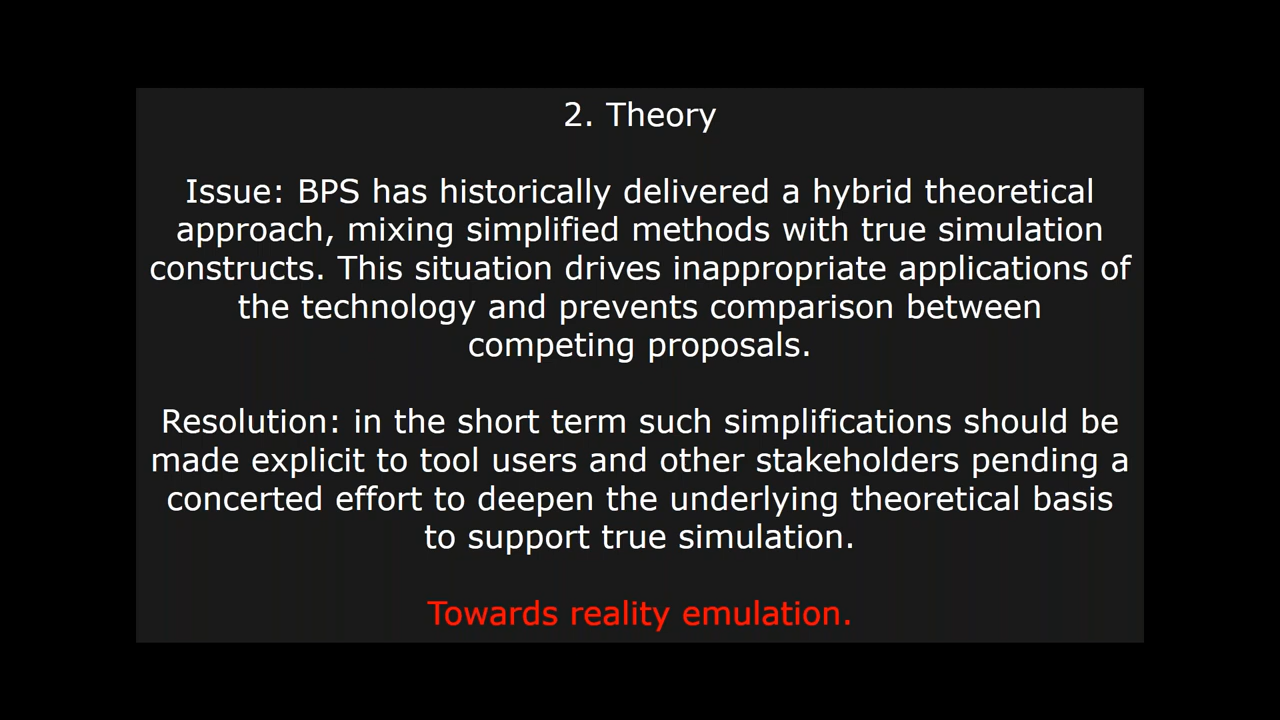 2. Theory
Issue: BPS has historically delivered a hybrid theoretical
approach, mixing simplified methods with true simulation
constructs. This situation drives inappropriate applications of
the technology and prevents comparison between
competing proposals.
Resolution: in the short term such simplifications should be
made explicit to tool users and other stakeholders pending a
concerted effort to deepen the underlying theoretical basis
to support true simulation.
Towards reality emulation.